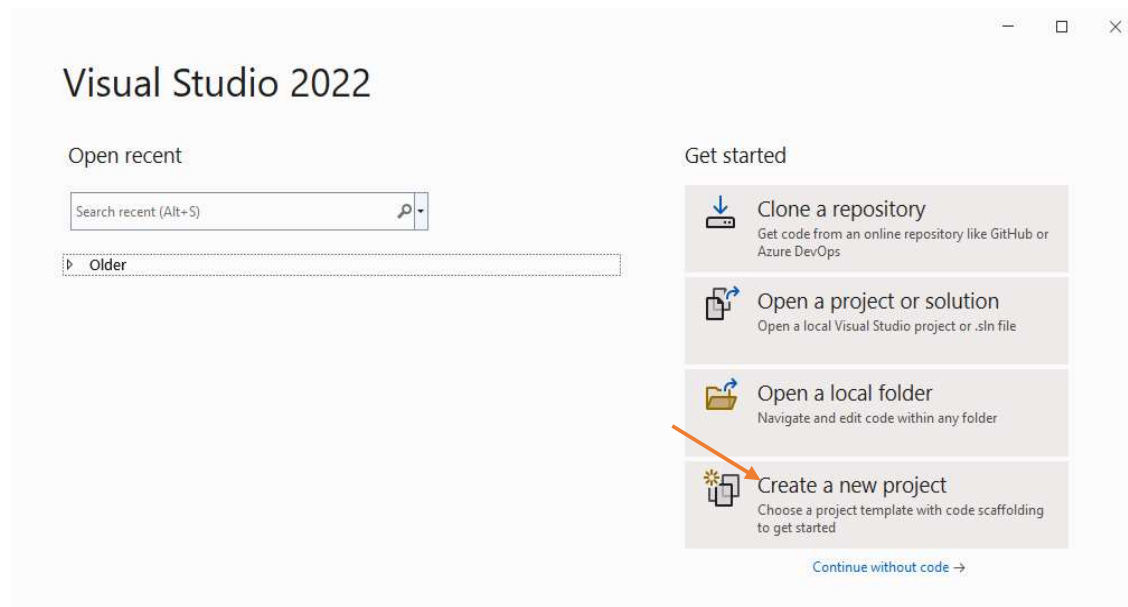 Visual Studio 2022
Open recent
Search recent (Alt+S)
Older
Get started
Clone a repository
Get code from an online repository like GitHub or
Azure DevOps
Open a project or solution
Open a local Visual Studio project or .sln file
Open a local folder
Navigate and edit code within any folder
Create a new project
Choose a project template with code scaffolding
to get started
Continue without code →